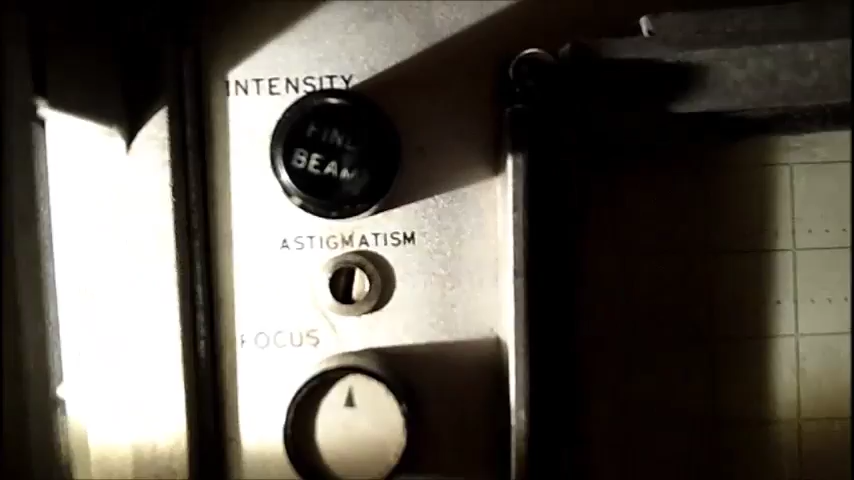 INTENSITY
FIND
BEAM
ASTIGMATISM
FOCUS